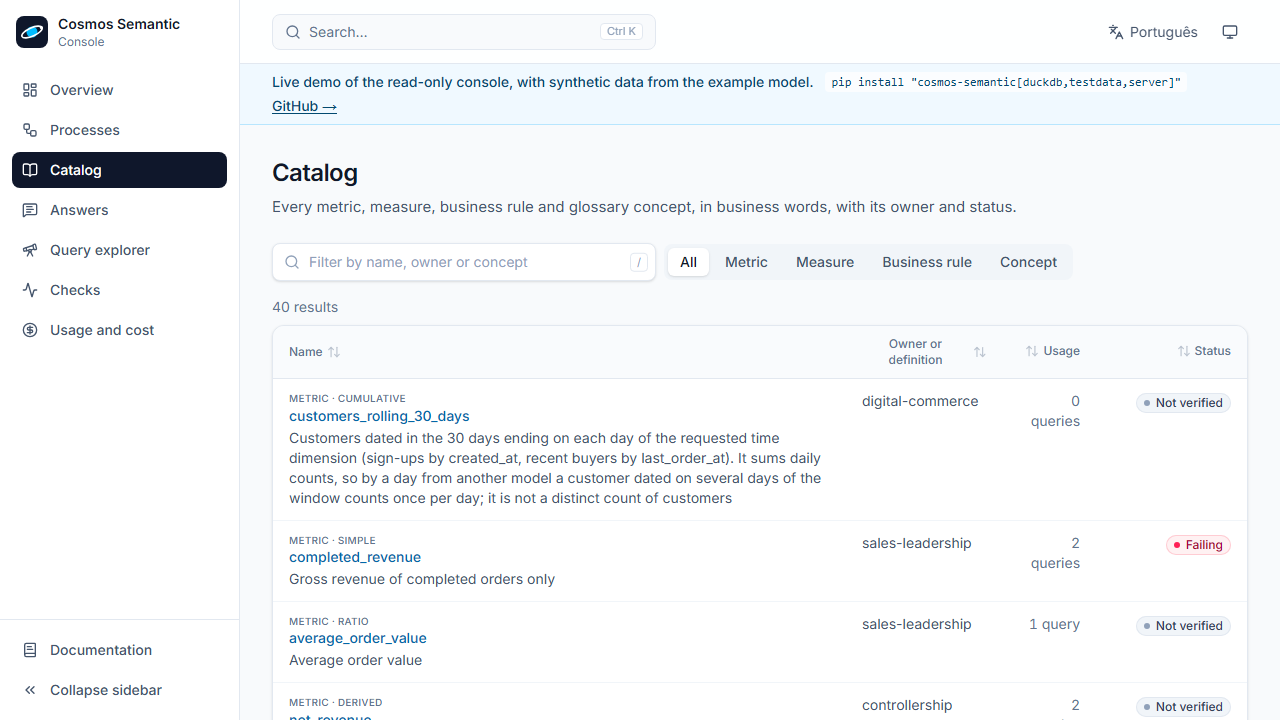 Cosmos Semantic
Console
Overview
Processes
Catalog
Answers
Query explorer
Checks
Usage and cost
Documentation
Collapse sidebar
Search...
Ctrl K
Português
Live demo of the read-only console, with synthetic data from the example model.
pip install "cosmos-semantic[duckdb,testdata,server]"
GitHub →
Catalog
Every metric, measure, business rule and glossary concept, in business words, with its owner and status.
Filter by name, owner or concept
/
All
Metric
Measure
Business rule
Concept
40 results
Name
Owner or
definition
Usage
Status
METRIC · CUMULATIVE
customers_rolling_30_days
Customers dated in the 30 days ending on each day of the requested time
dimension (sign-ups by created_at, recent buyers by last_order_at). It sums daily
counts, so by a day from another model a customer dated on several days of the
window counts once per day; it is not a distinct count of customers
digital-commerce
0
queries
Not verified
METRIC · SIMPLE
completed_revenue
Gross revenue of completed orders only
sales-leadership
2
queries
Failing
METRIC · RATIO
average_order_value
Average order value
sales-leadership
1 query
Not verified
METRIC · DERIVED
net_revenue
controllership
2
Not verified